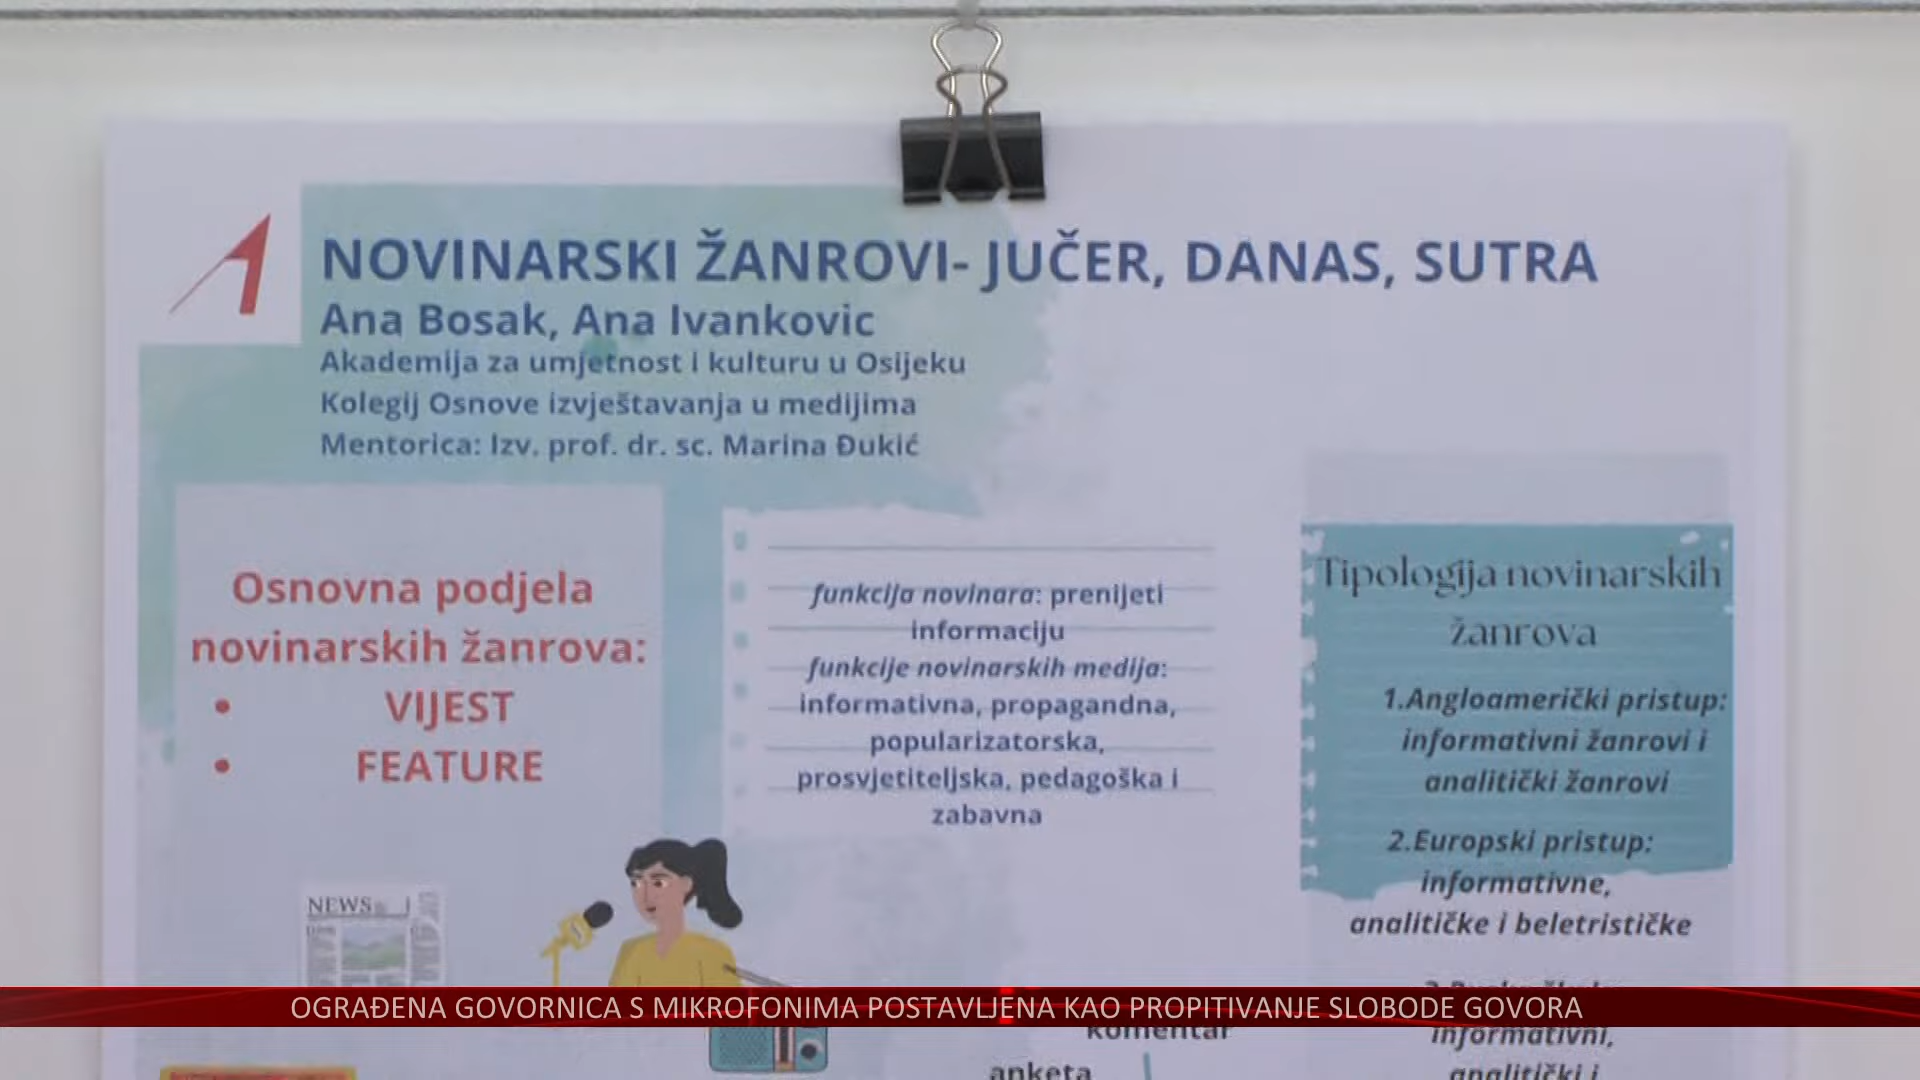 NOVINARSKI ŽANROVI- JUČER, DANAS, SUTRA
Ana Bosak, Ana Ivankovic
Akademija za umjetnost i kulturu u Osijeku
Kolegij Osnove izvještavanja u medijima
Mentorica: Izv. prof. dr. sc. Marina Đukić
Osnovna podjela
novinarskih žanrova:
• VIJEST
• FEATURE
funkcija novinara: prenijeti
informaciju
funkcije novinarskih medija:
informativna, propagandna,
popularizatorska,
prosvjetiteljska, pedagoška i
zabavna
Tipologija novinarskih
žanrova
1.Angloamerički pristup:
informativni žanrovi i
analitički žanrovi
2.Europski pristup:
informativne,
analitičke i beletrističke
informativni,
analitički i
NEWS
komentar
anketa
OGRAĐENA GOVORNICA S MIKROFONIMA POSTAVLJENA KAO PROPITIVANJE SLOBODE GOVORA